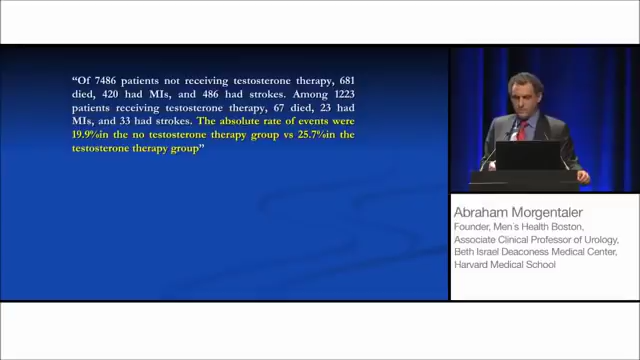 “Of 7486 patients not receiving testosterone therapy, 681
died, 420 had MIs, and 486 had strokes. Among 1223
patients receiving testosterone therapy, 67 died, 23 had
MIs, and 33 had strokes. The absolute rate of events were
19.9%in the no testosterone therapy group vs 25.7%in the
testosterone therapy group”
Abraham Morgentaler
Founder, Men's Health Boston,
Associate Clinical Professor of Urology,
Beth Israel Deaconess Medical Center,
Harvard Medical School